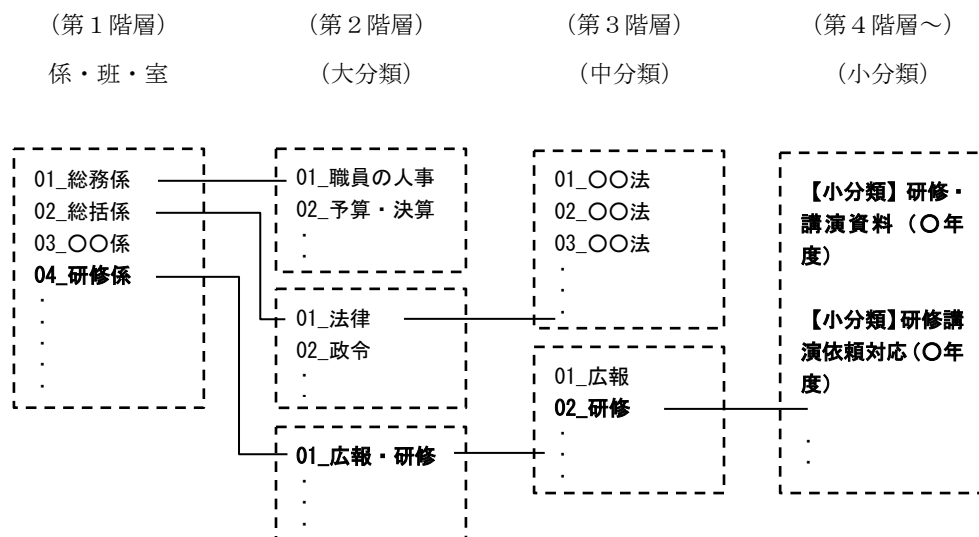 （第１階層）
係・班・室
（第２階層）
（大分類）
（第３階層）
（中分類）
（第４階層～）
（小分類）
01_総務係
02_総括係
03_〇〇係
04_研修係
.
.
.
.
01_職員の人事
02_予算・決算
.
.
01_法律
02_政令
.
.
01_広報・研修
.
.
.
01_〇〇法
02_〇〇法
03_〇〇法
.
.
.
01_広報
02_研修
.
.
.
【小分類】研修・
講演資料（〇年
度）
【小分類】研修講
演依頼対応（〇年
度）
.
.